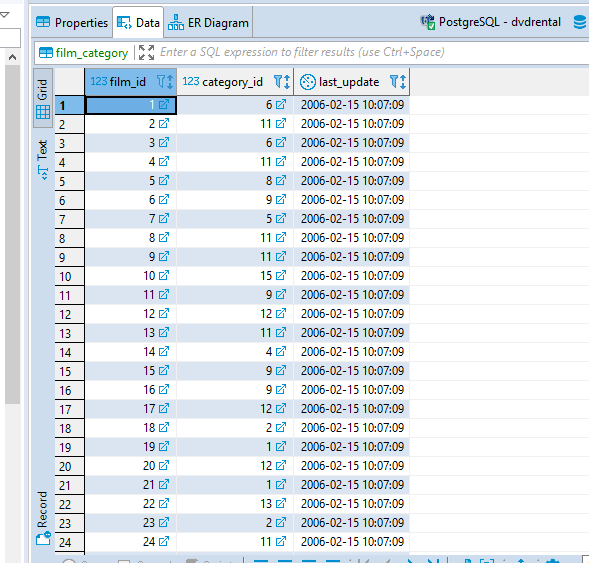 Properties Data ER Diagram PostgreSQL - dvdrental
film_category Enter a SQL expression to filter results (use Ctrl+Space)
Grid
Text
Record
123 film_id 123 category_id last_update
1 1 6 2006-02-15 10:07:09
2 2 11 2006-02-15 10:07:09
3 3 6 2006-02-15 10:07:09
4 4 11 2006-02-15 10:07:09
5 5 8 2006-02-15 10:07:09
6 6 9 2006-02-15 10:07:09
7 7 5 2006-02-15 10:07:09
8 8 11 2006-02-15 10:07:09
9 9 11 2006-02-15 10:07:09
10 10 15 2006-02-15 10:07:09
11 11 9 2006-02-15 10:07:09
12 12 12 2006-02-15 10:07:09
13 13 11 2006-02-15 10:07:09
14 14 4 2006-02-15 10:07:09
15 15 9 2006-02-15 10:07:09
16 16 9 2006-02-15 10:07:09
17 17 12 2006-02-15 10:07:09
18 18 2 2006-02-15 10:07:09
19 19 1 2006-02-15 10:07:09
20 20 12 2006-02-15 10:07:09
21 21 1 2006-02-15 10:07:09
22 22 13 2006-02-15 10:07:09
23 23 2 2006-02-15 10:07:09
24 24 11 2006-02-15 10:07:09